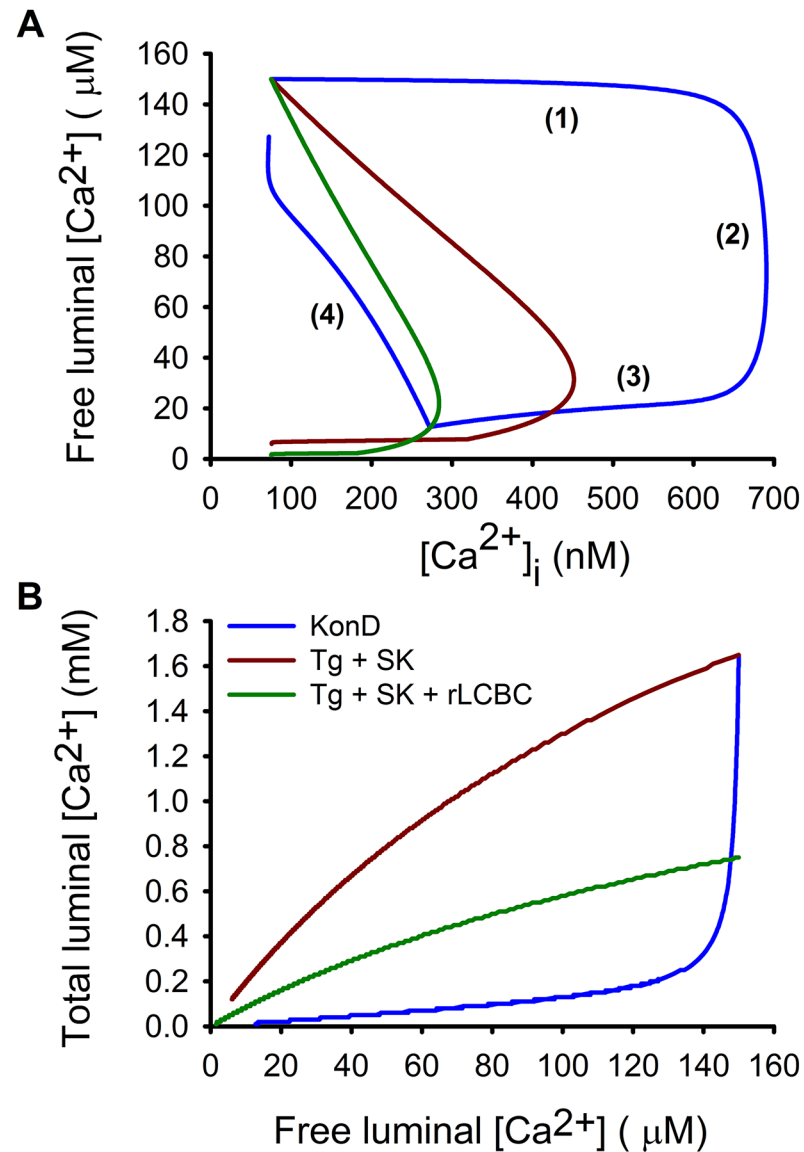 A
Free luminal [Ca2+] ( μM)
160
140
120
100
80
60
40
20
0
(1)
(2)
(3)
(4)
0 100 200 300 400 500 600 700
[Ca2+]i (nM)
B
Total luminal [Ca2+] (mM)
1.8
1.6
1.4
1.2
1.0
0.8
0.6
0.4
0.2
0.0
KonD
Tg + SK
Tg + SK + rLCBC
0 20 40 60 80 100 120 140 160
Free luminal [Ca2+] ( μM)